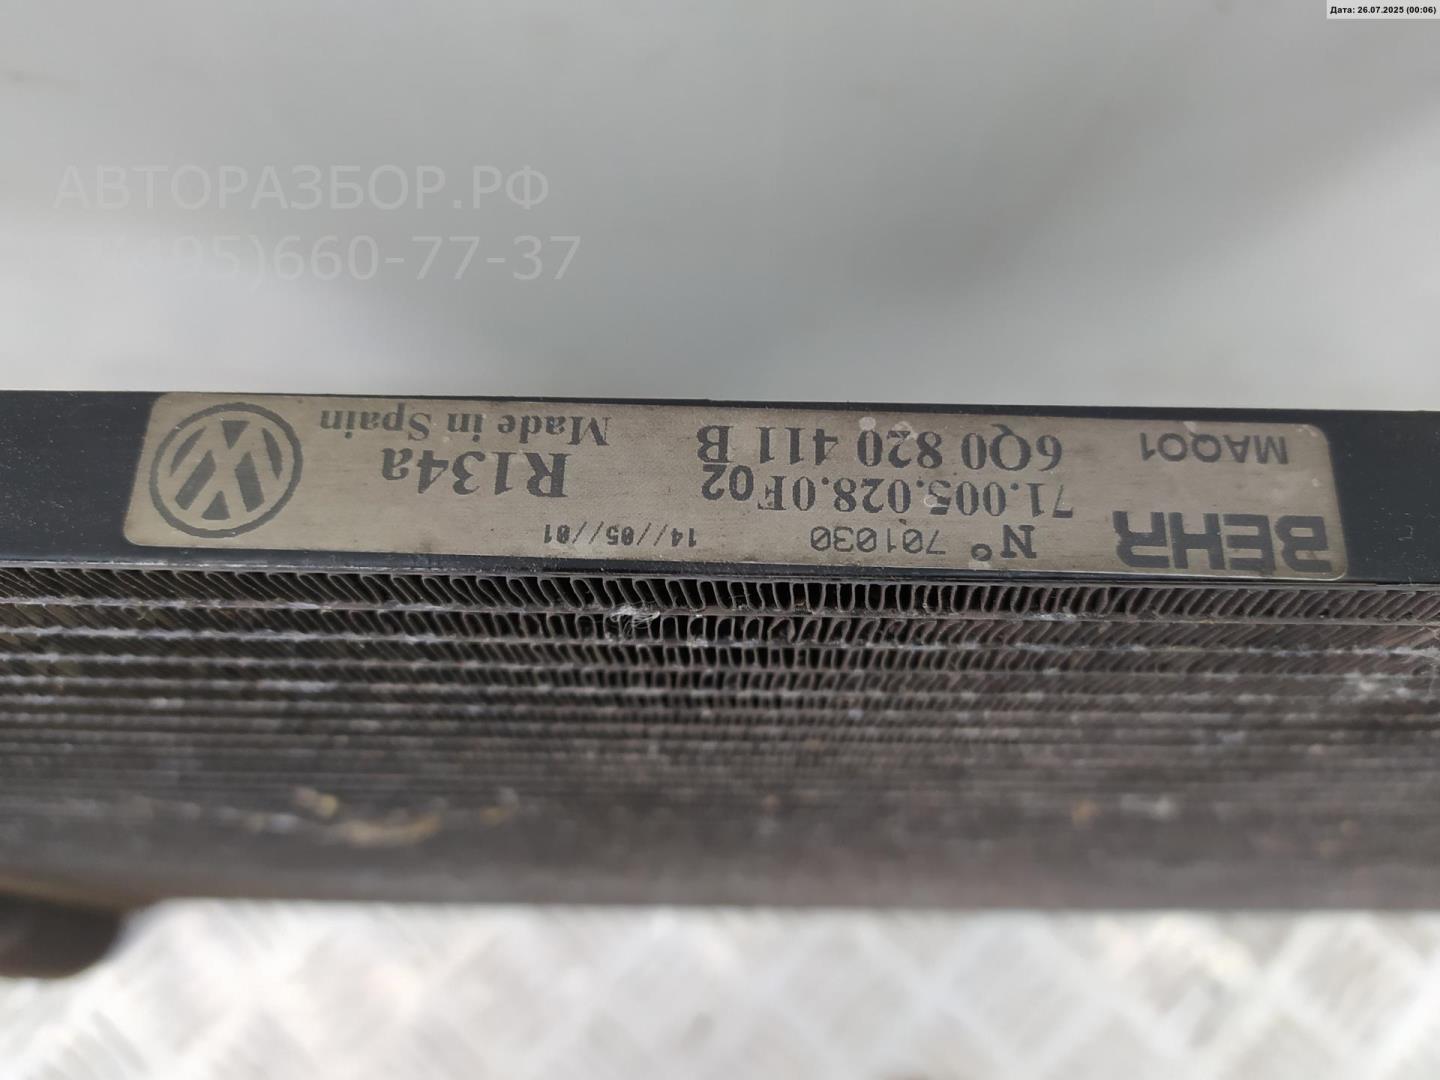 Дата: 26.07.2025 (00:06)
АВТОРАЗБОР.РФ
(495)660-77-37
BEHR
N° 701030
14//05//01
71.005.028.0F02
R134a
MAQ01
6Q0 820 411 B
Made in Spain